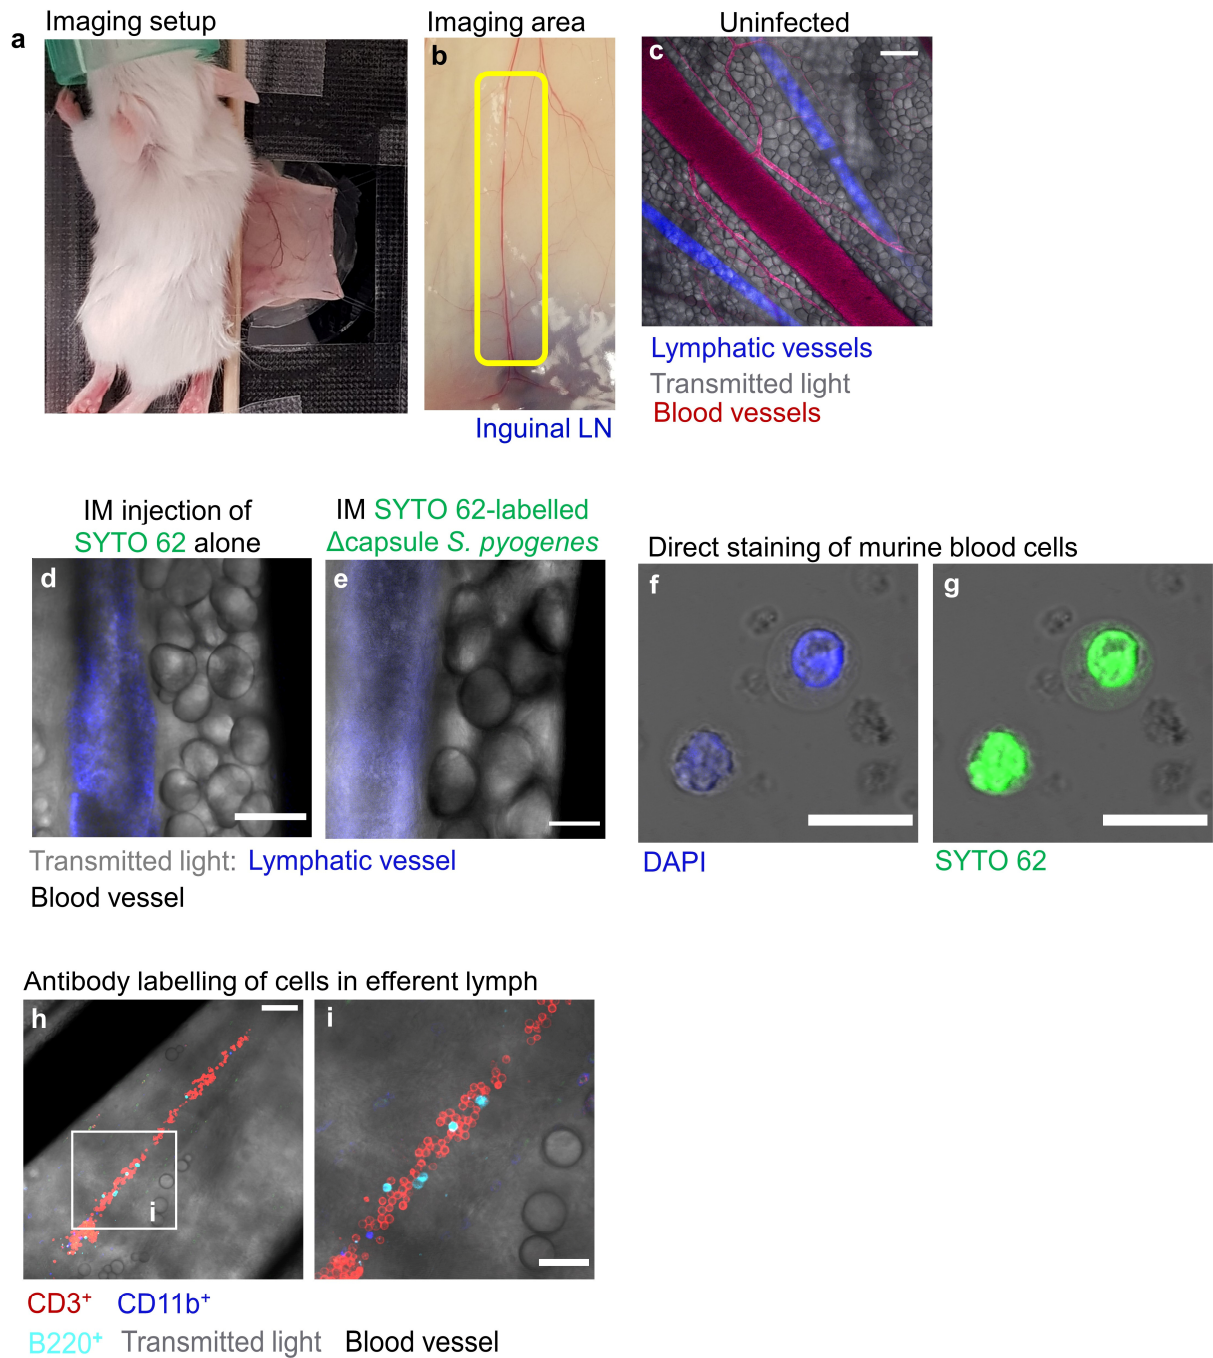 Imaging setup
a
Imaging area
b
Inguinal LN
Uninfected
c
Lymphatic vessels
Transmitted light
Blood vessels
IM injection of
SYTO 62 alone
d
IM SYTO 62-labelled
Δcapsule S. pyogenes
e
Transmitted light: Lymphatic vessel
Blood vessel
Direct staining of murine blood cells
f
g
DAPI
SYTO 62
Antibody labelling of cells in efferent lymph
h
i
i
CD3⁺ CD11b⁺
B220⁺ Transmitted light Blood vessel